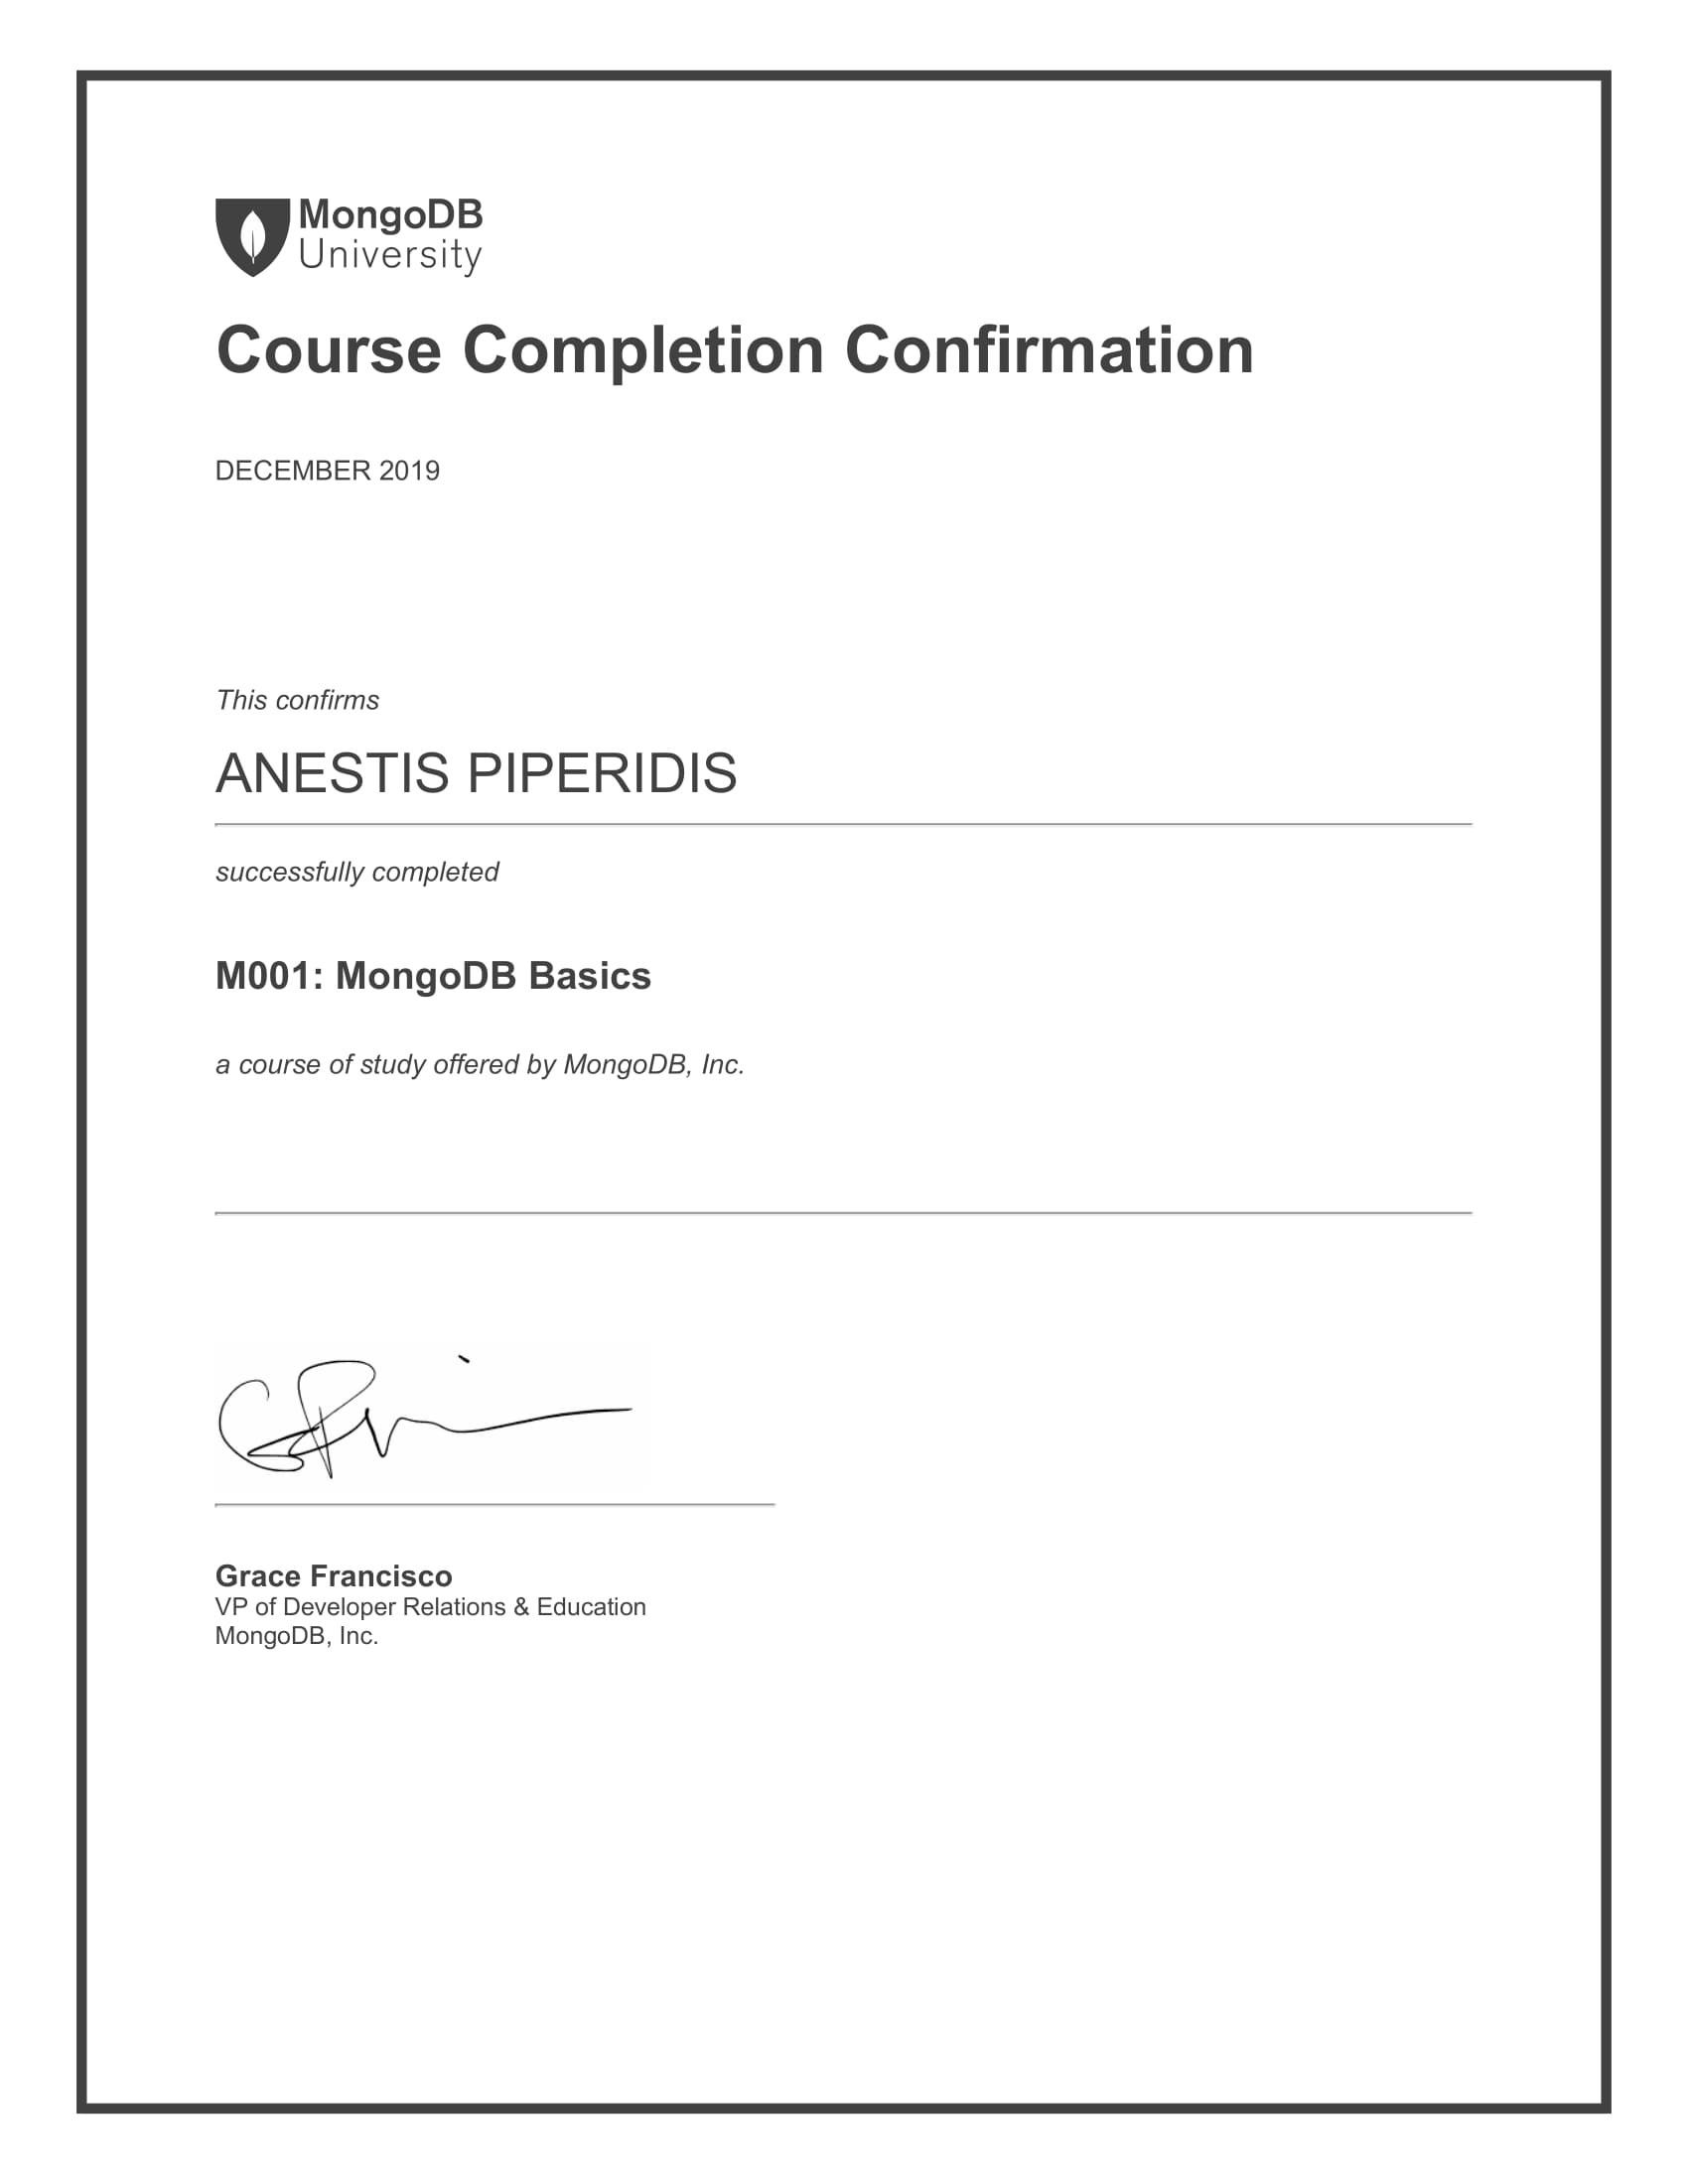 MongoDB
University
Course Completion Confirmation
DECEMBER 2019
This confirms
ANESTIS PIPERIDIS
successfully completed
M001: MongoDB Basics
a course of study offered by MongoDB, Inc.
Grace Francisco
VP of Developer Relations & Education
MongoDB, Inc.